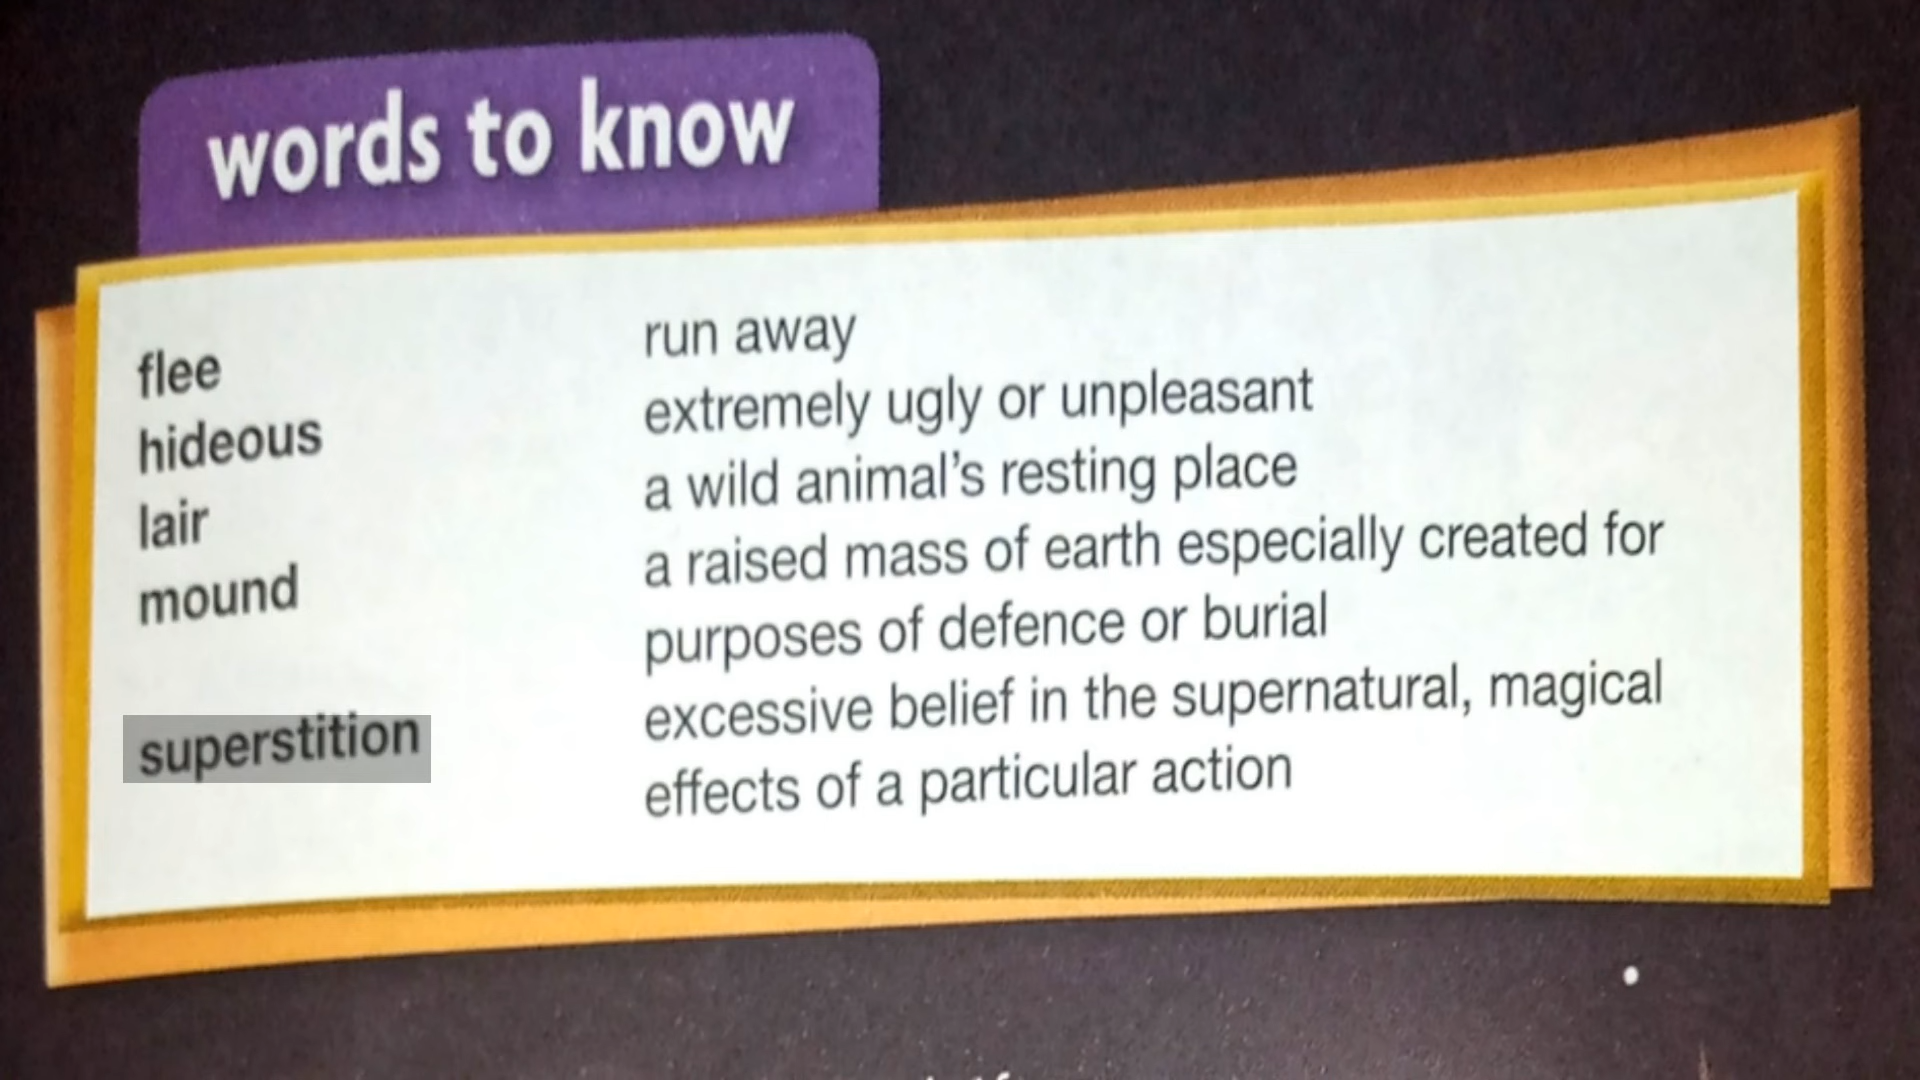 words to know
flee run away
hideous extremely ugly or unpleasant
lair a wild animal's resting place
mound a raised mass of earth especially created for
purposes of defence or burial
superstition excessive belief in the supernatural, magical
effects of a particular action